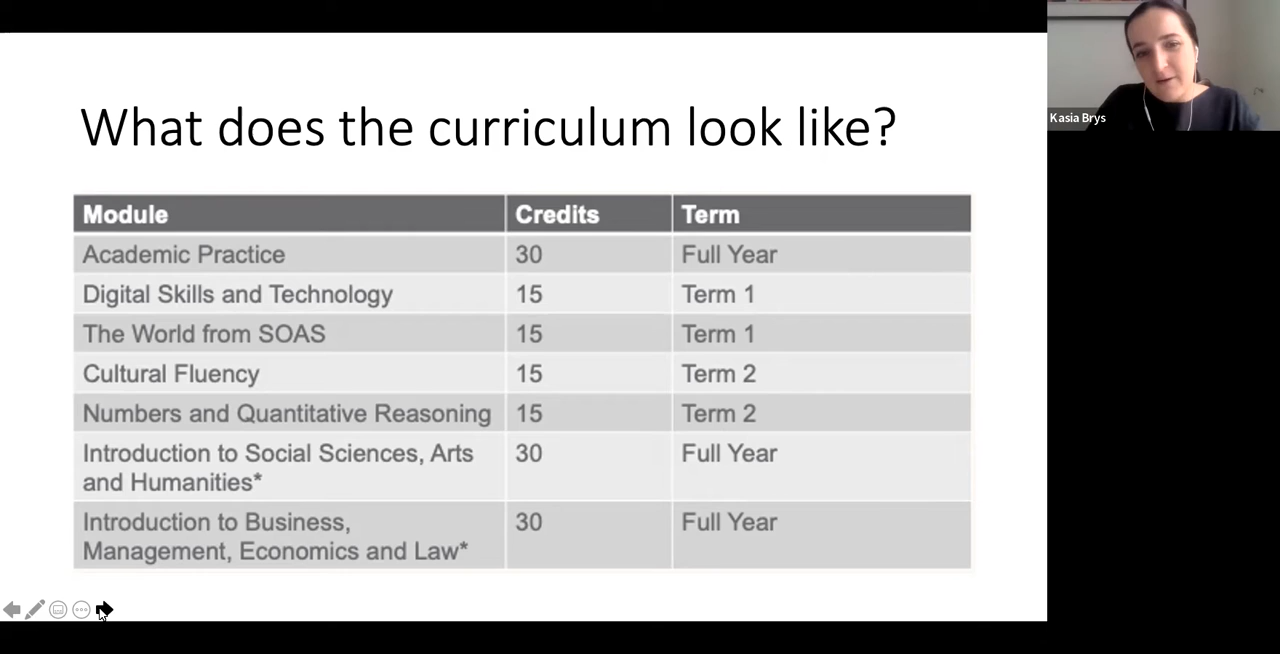 Kasia Brys
What does the curriculum look like?
Module Credits Term
Academic Practice 30 Full Year
Digital Skills and Technology 15 Term 1
The World from SOAS 15 Term 1
Cultural Fluency 15 Term 2
Numbers and Quantitative Reasoning 15 Term 2
Introduction to Social Sciences, Arts 30 Full Year
and Humanities*
Introduction to Business, 30 Full Year
Management, Economics and Law*